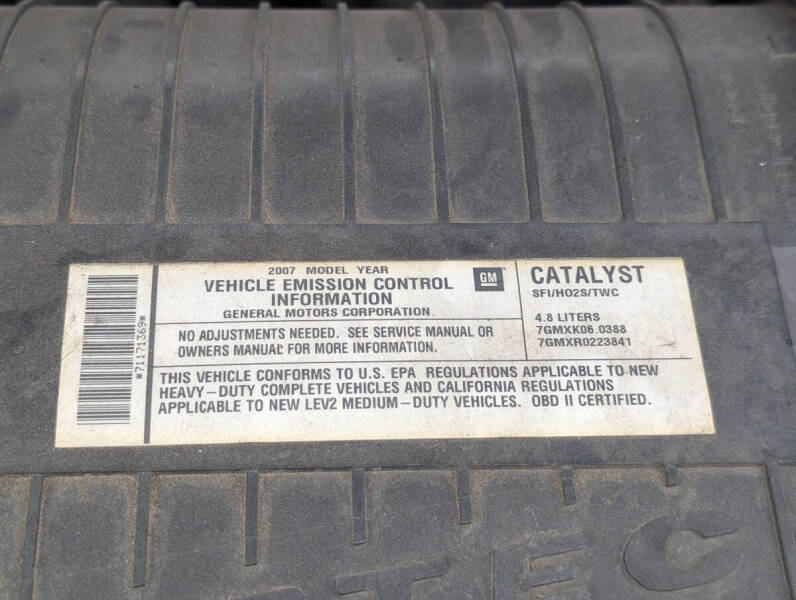 *71171369*
2007 MODEL YEAR
VEHICLE EMISSION CONTROL
INFORMATION
GENERAL MOTORS CORPORATION
GM
CATALYST
SFI/HO2S/TWC
4.8 LITERS
7GMXK06.0388
7GMXR0223841
NO ADJUSTMENTS NEEDED. SEE SERVICE MANUAL OR
OWNERS MANUAL FOR MORE INFORMATION.
THIS VEHICLE CONFORMS TO U.S. EPA REGULATIONS APPLICABLE TO NEW
HEAVY-DUTY COMPLETE VEHICLES AND CALIFORNIA REGULATIONS
APPLICABLE TO NEW LEV2 MEDIUM-DUTY VEHICLES. OBD II CERTIFIED.